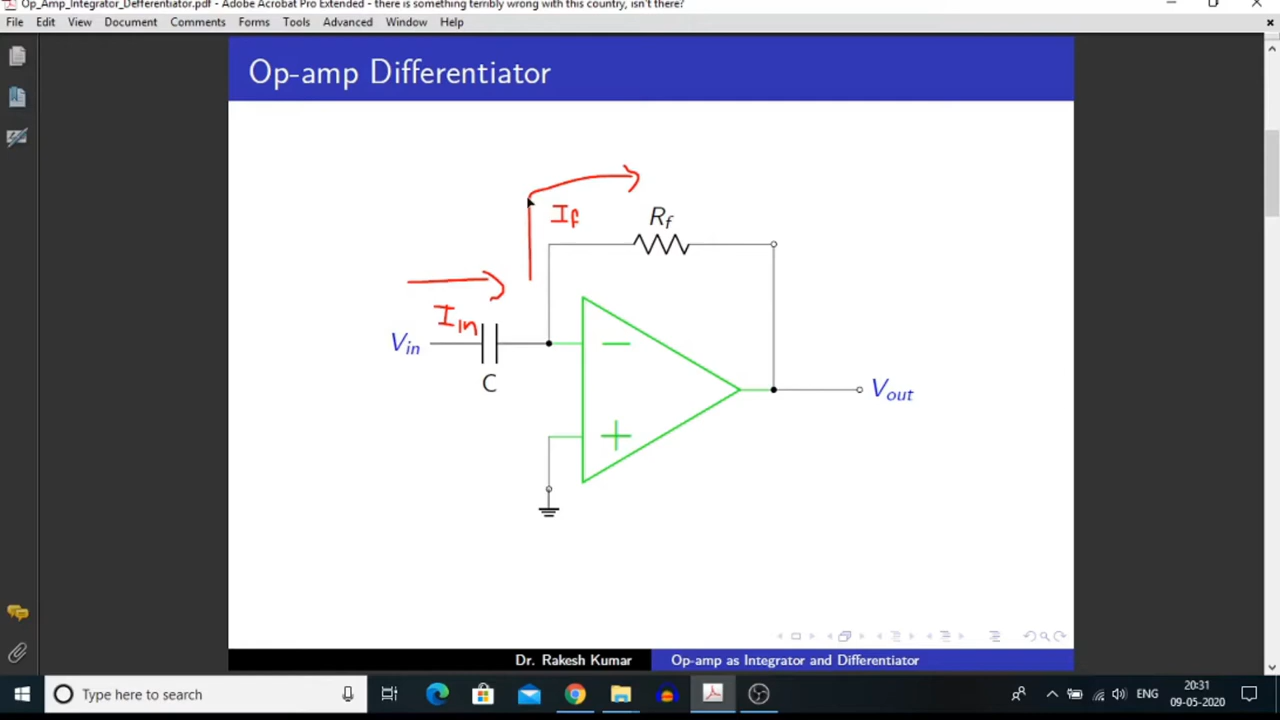 Op_Amp_Integrator_Defferentiator.pdf - Adobe Acrobat Pro Extended - there is something terribly wrong with this country, isn't there?
File Edit View Document Comments Forms Tools Advanced Window Help
Op-amp Differentiator
If
Rf
Iin
Vin
C
−
+
Vout
Dr. Rakesh Kumar Op-amp as Integrator and Differentiator
Type here to search
ENG
20:31
09-05-2020